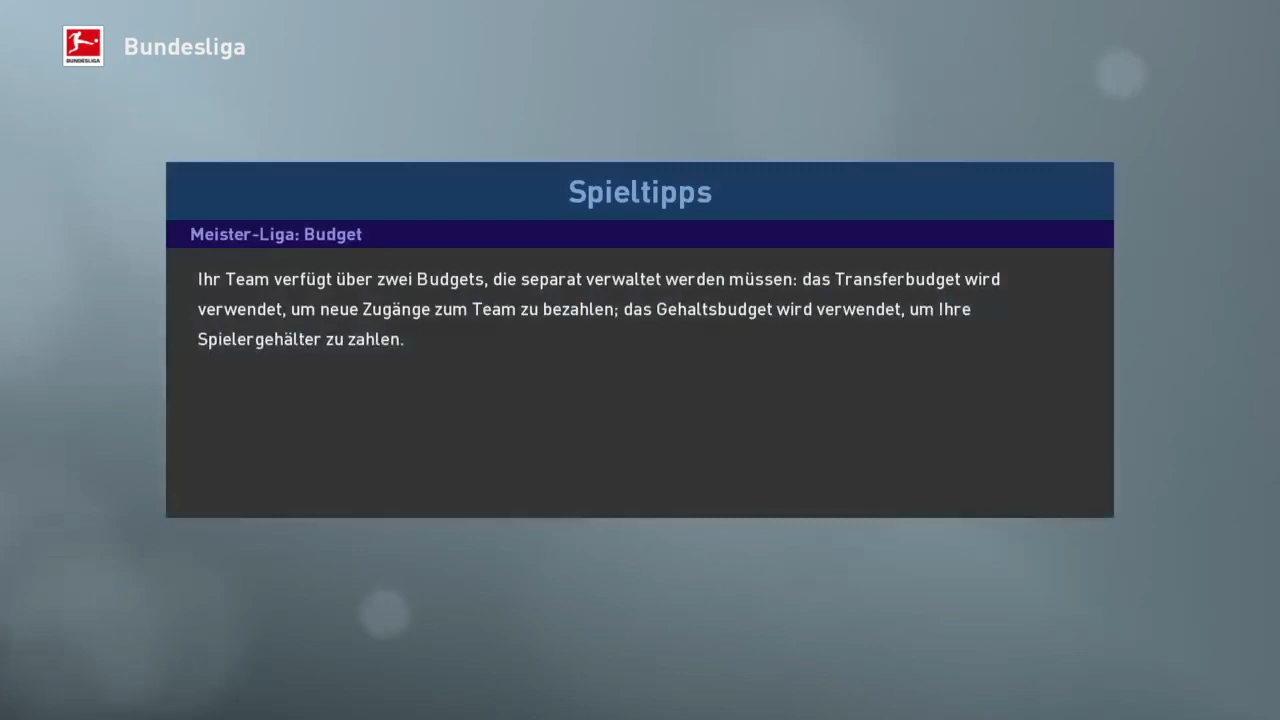 BUNDESLIGA
Bundesliga
Spieltipps
Meister-Liga: Budget
Ihr Team verfügt über zwei Budgets, die separat verwaltet werden müssen: das Transferbudget wird
verwendet, um neue Zugänge zum Team zu bezahlen; das Gehaltsbudget wird verwendet, um Ihre
Spielergehälter zu zahlen.